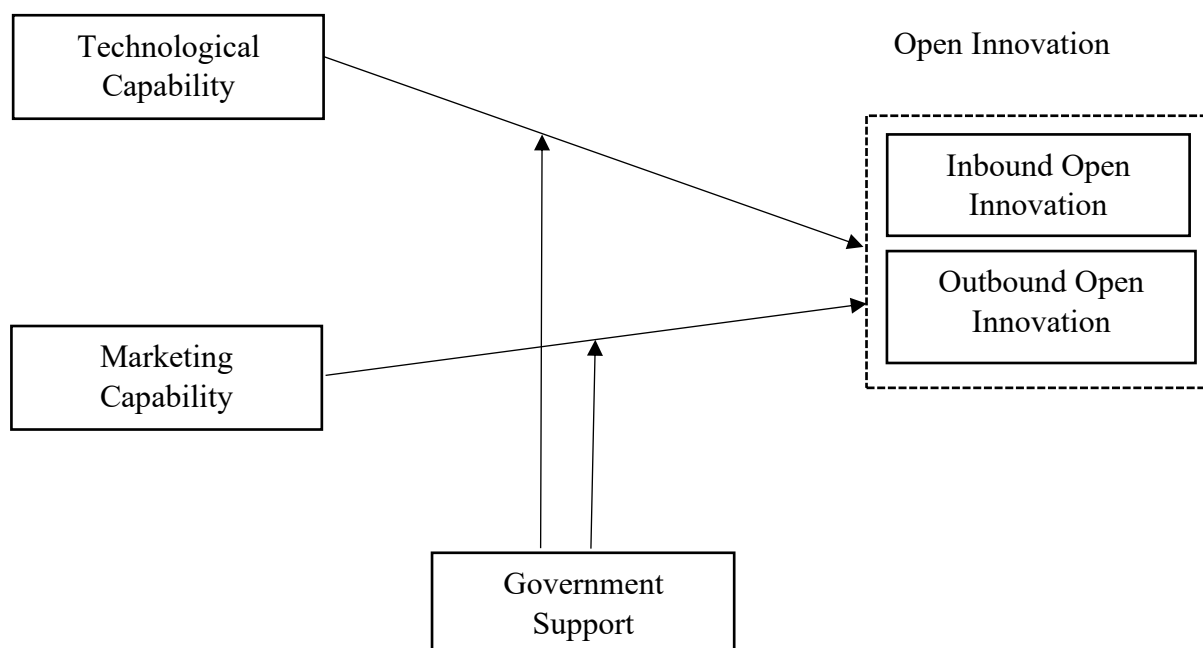 Technological
Capability
Open Innovation
Inbound Open
Innovation
Outbound Open
Innovation
Marketing
Capability
Government
Support